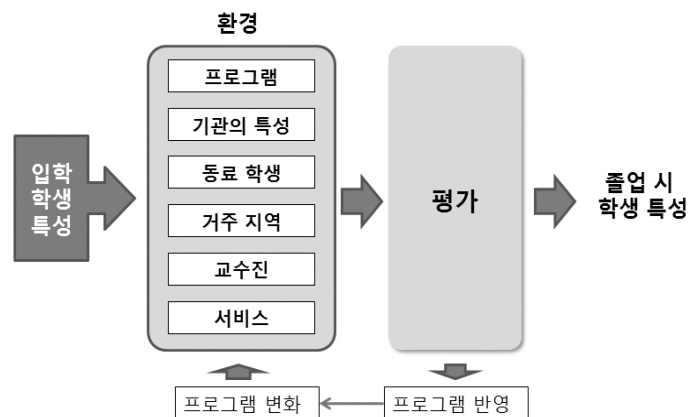 환경
프로그램
기관의 특성
동료 학생
거주 지역
교수진
서비스
입학
학생
특성
평가
졸업 시
학생 특성
프로그램 변화
프로그램 반영